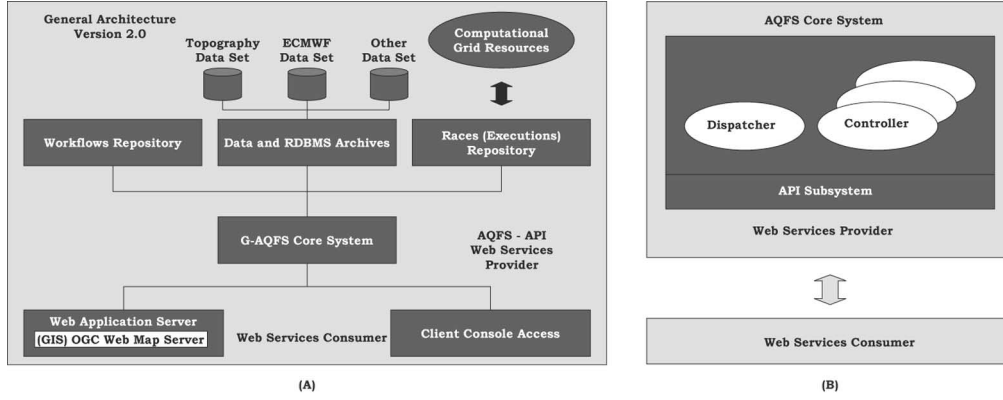 General Architecture
Version 2.0
Topography
Data Set
ECMWF
Data Set
Other
Data Set
Computational
Grid Resources
Workflows Repository
Data and RDBMS Archives
Races (Executions)
Repository
G-AQFS Core System
AQFS - API
Web Services
Provider
Web Application Server
(GIS) OGC Web Map Server
Web Services Consumer
Client Console Access
(A)
AQFS Core System
Dispatcher
Controller
API Subsystem
Web Services Provider
Web Services Consumer
(B)